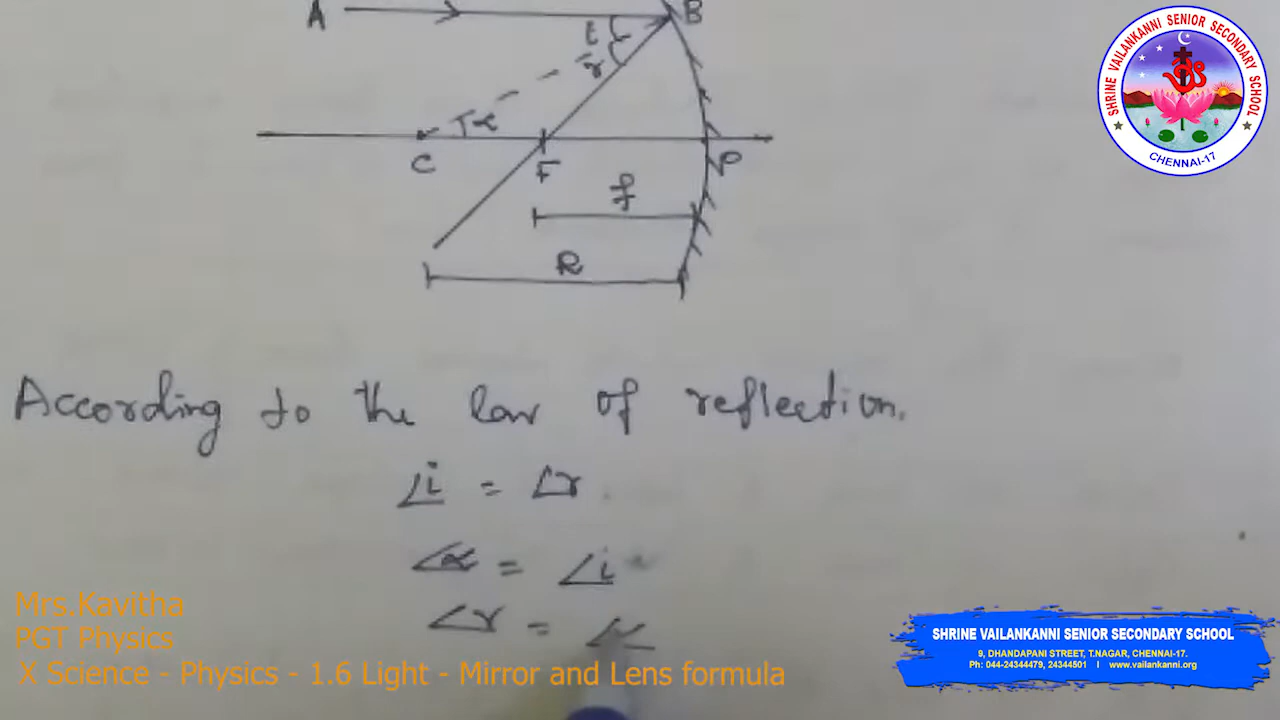 A B
i
r
α
C F P
f
R
According to the law of reflection.
∠i = ∠r
∠α = ∠i
∠r = ∠
Mrs.Kavitha
PGT Physics
X Science - Physics - 1.6 Light - Mirror and Lens formula
SHRINE VAILANKANNI SENIOR SECONDARY SCHOOL
CHENNAI-17
SHRINE VAILANKANNI SENIOR SECONDARY SCHOOL
9, DHANDAPANI STREET, T.NAGAR, CHENNAI-17.
Ph: 044-24344479, 24344501 | www.vailankanni.org